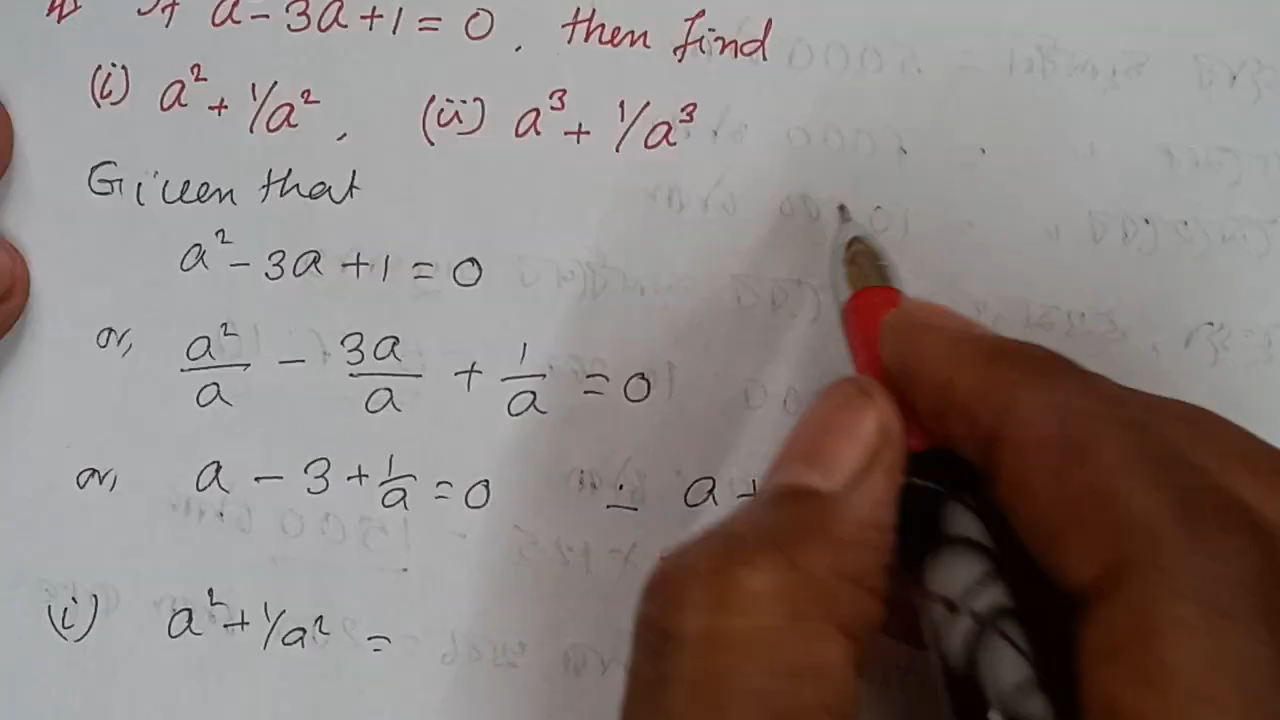 If a - 3a + 1 = 0, then find
(i) a² + 1/a², (ii) a³ + 1/a³
Given that
a² - 3a + 1 = 0
or, a²/a - 3a/a + 1/a = 0
or, a - 3 + 1/a = 0 ∴ a +
(i) a² + 1/a² =